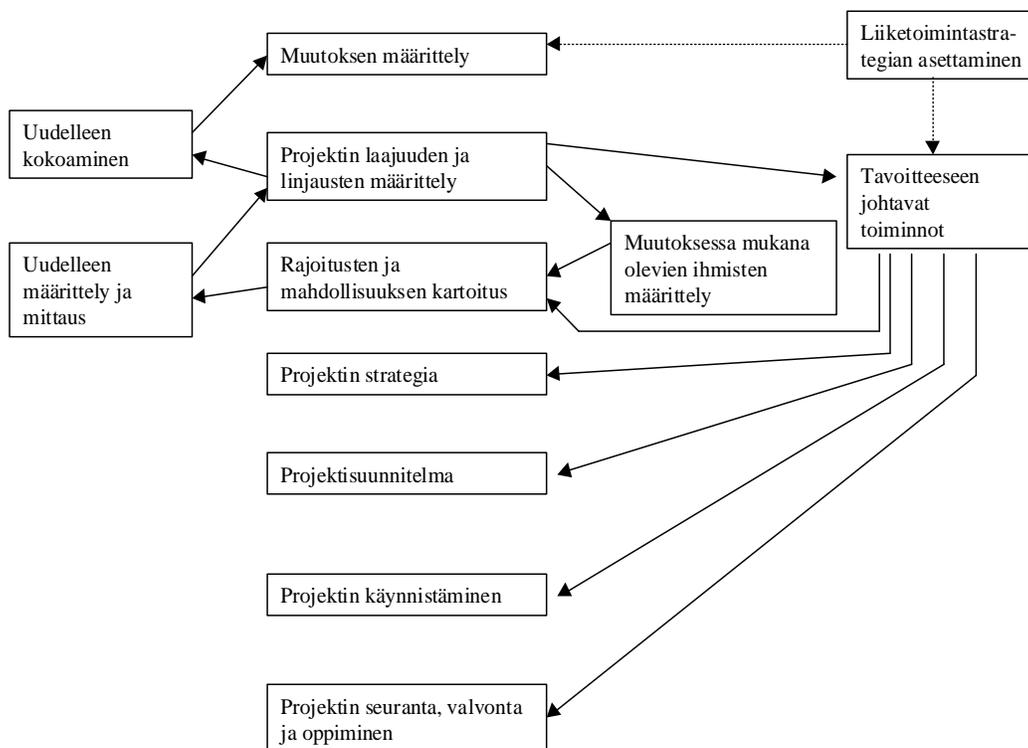 Muutoksen määrittely
Liiketoimintastra-
tegian asettaminen
Uudelleen
kokoaminen
Projektin laajuuden ja
linjausten määrittely
Tavoitteeseen
johtavat
toiminnot
Muutoksessa mukana
olevien ihmisten
määrittely
Uudelleen
määrittely ja
mittaus
Rajoitusten ja
mahdollisuuksen kartoitus
Projektin strategia
Projektisuunnitelma
Projektin käynnistäminen
Projektin seuranta, valvonta
ja oppiminen